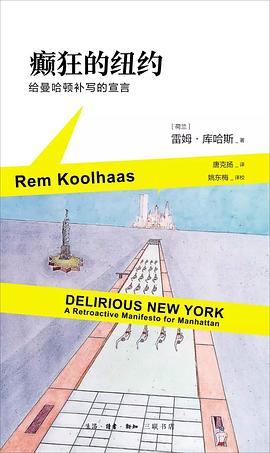 癫狂的纽约
给曼哈顿补写的宣言
[荷兰]
雷姆·库哈斯 著
唐克扬 译
姚东梅 译校
Rem Koolhaas
DELIRIOUS NEW YORK
A Retroactive Manifesto for Manhattan
生活·读书·新知 三联书店